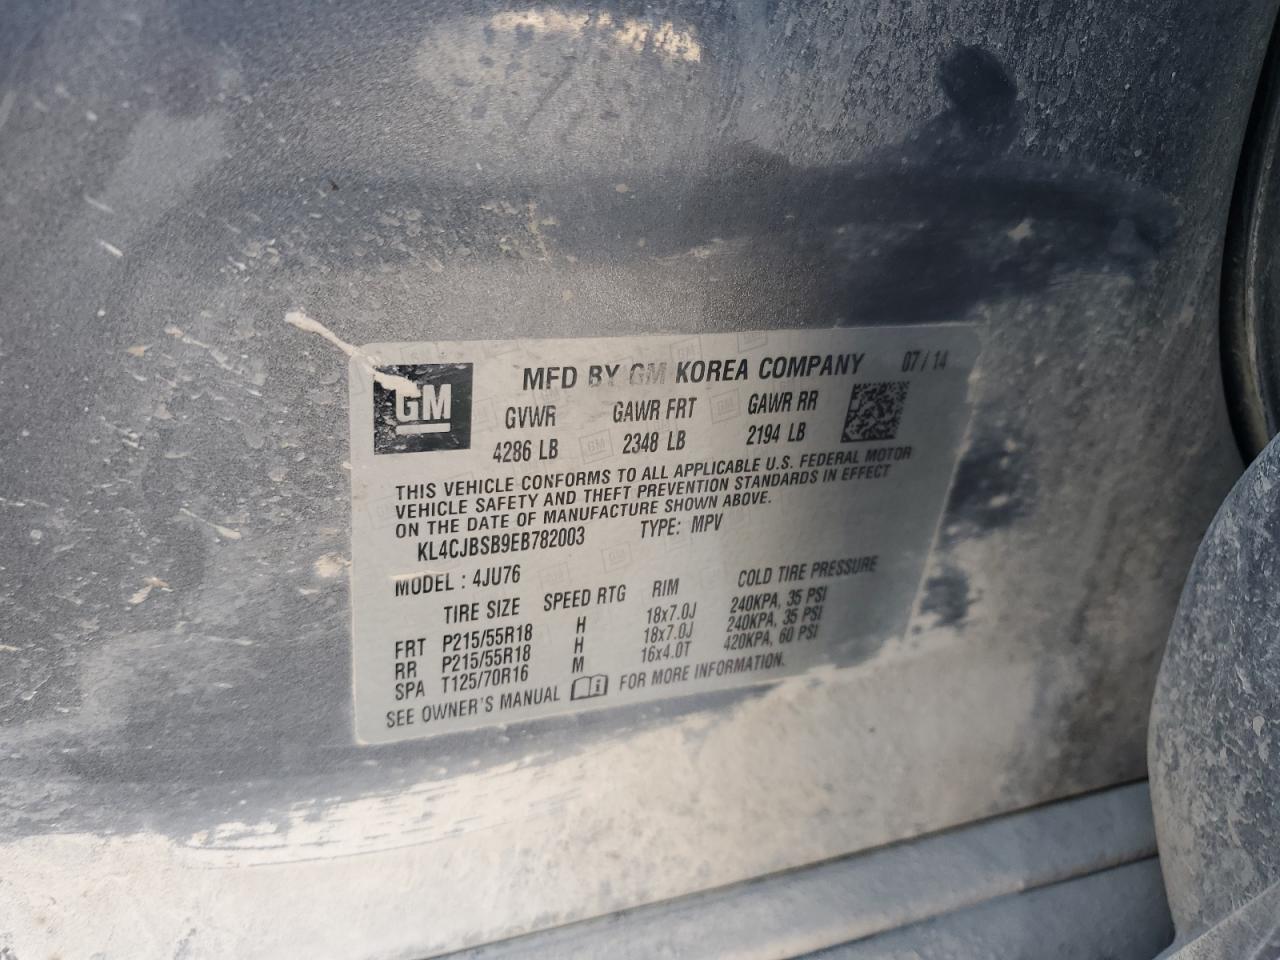 GM
MFD BY GM KOREA COMPANY 07/14
GVWR GAWR FRT GAWR RR
4286 LB 2348 LB 2194 LB
THIS VEHICLE CONFORMS TO ALL APPLICABLE U.S. FEDERAL MOTOR
VEHICLE SAFETY AND THEFT PREVENTION STANDARDS IN EFFECT
ON THE DATE OF MANUFACTURE SHOWN ABOVE.
KL4CJBSB9EB782003 TYPE: MPV
MODEL : 4JU76
TIRE SIZE SPEED RTG RIM COLD TIRE PRESSURE
FRT P215/55R18 H 18x7.0J 240KPA, 35 PSI
RR P215/55R18 H 18x7.0J 240KPA, 35 PSI
SPA T125/70R16 M 16x4.0T 420KPA, 60 PSI
SEE OWNER'S MANUAL FOR MORE INFORMATION.